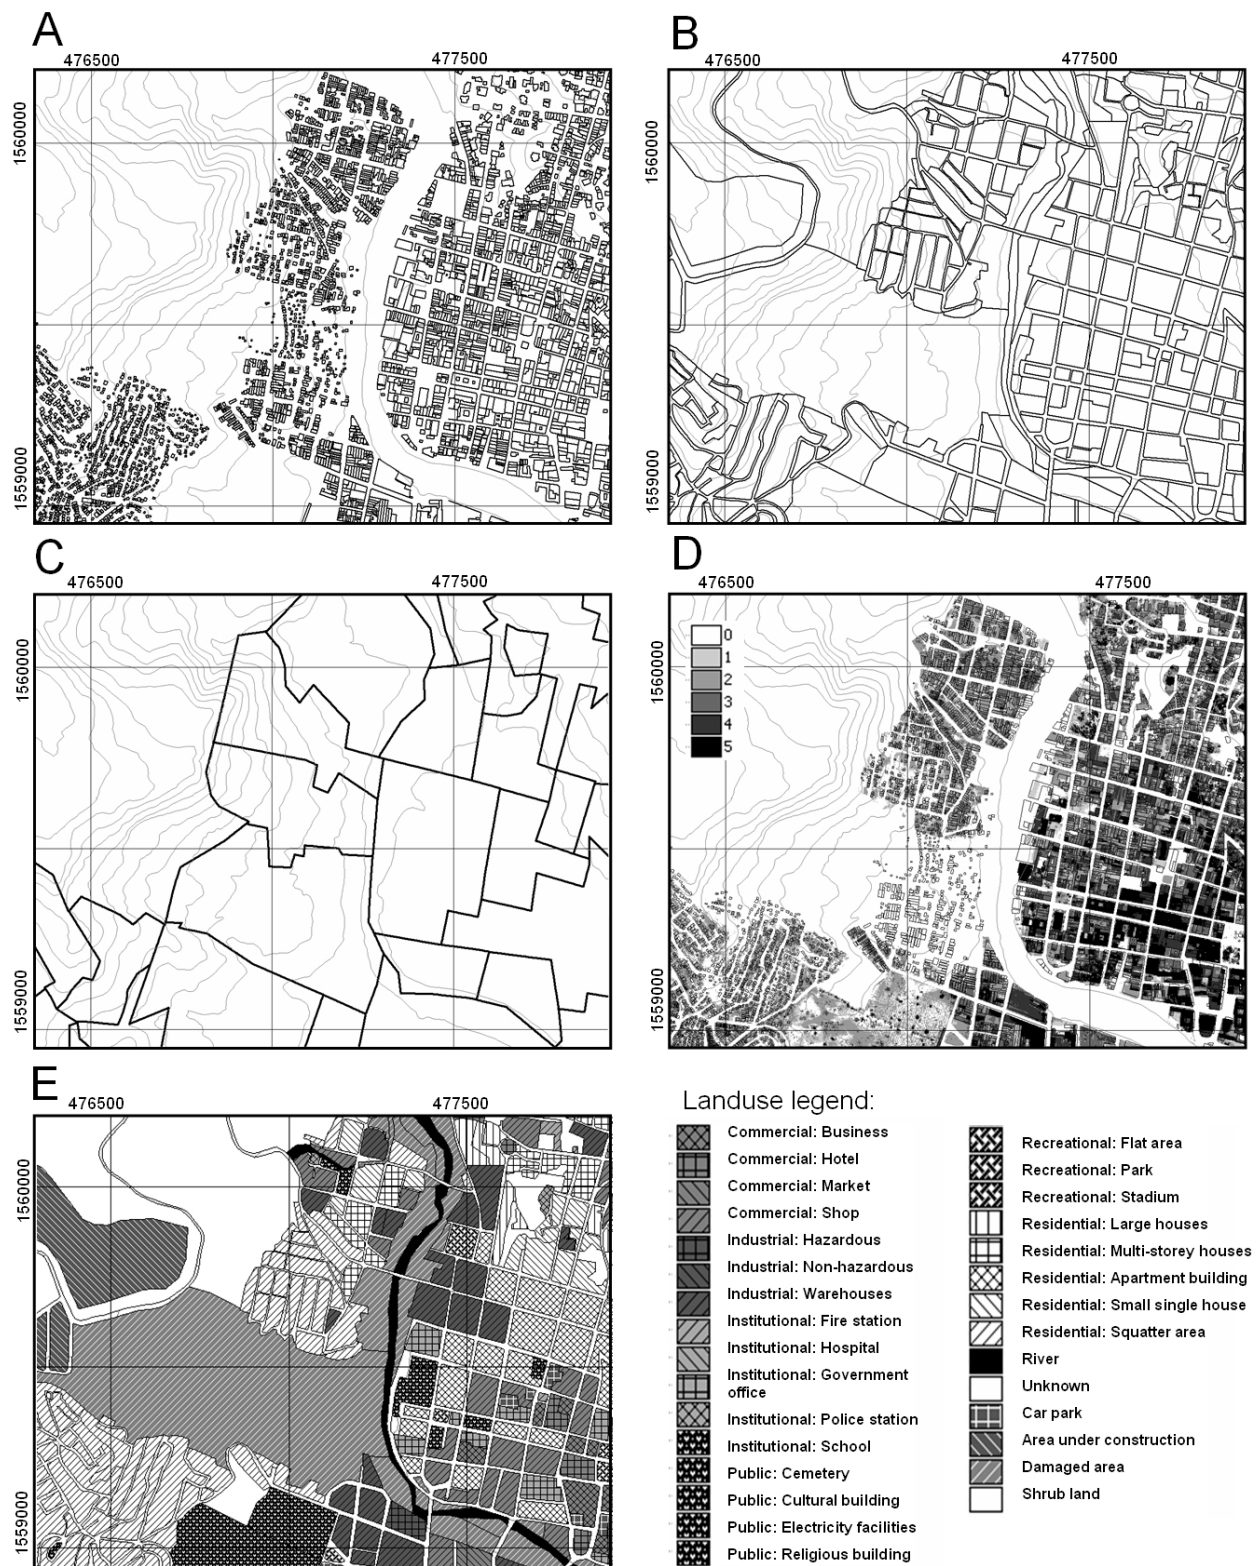 A
B
476500
477500
476500
477500
1560000
1559000
1560000
1559000
C
D
476500
477500
476500
477500
1560000
1559000
1560000
1559000
0
1
2
3
4
5
E
476500
477500
1560000
1559000
Landuse legend:
Commercial: Business
Commercial: Hotel
Commercial: Market
Commercial: Shop
Industrial: Hazardous
Industrial: Non-hazardous
Industrial: Warehouses
Institutional: Fire station
Institutional: Hospital
Institutional: Government
office
Institutional: Police station
Institutional: School
Public: Cemetery
Public: Cultural building
Public: Electricity facilities
Public: Religious building
Recreational: Flat area
Recreational: Park
Recreational: Stadium
Residential: Large houses
Residential: Multi-storey houses
Residential: Apartment building
Residential: Small single house
Residential: Squatter area
River
Unknown
Car park
Area under construction
Damaged area
Shrub land